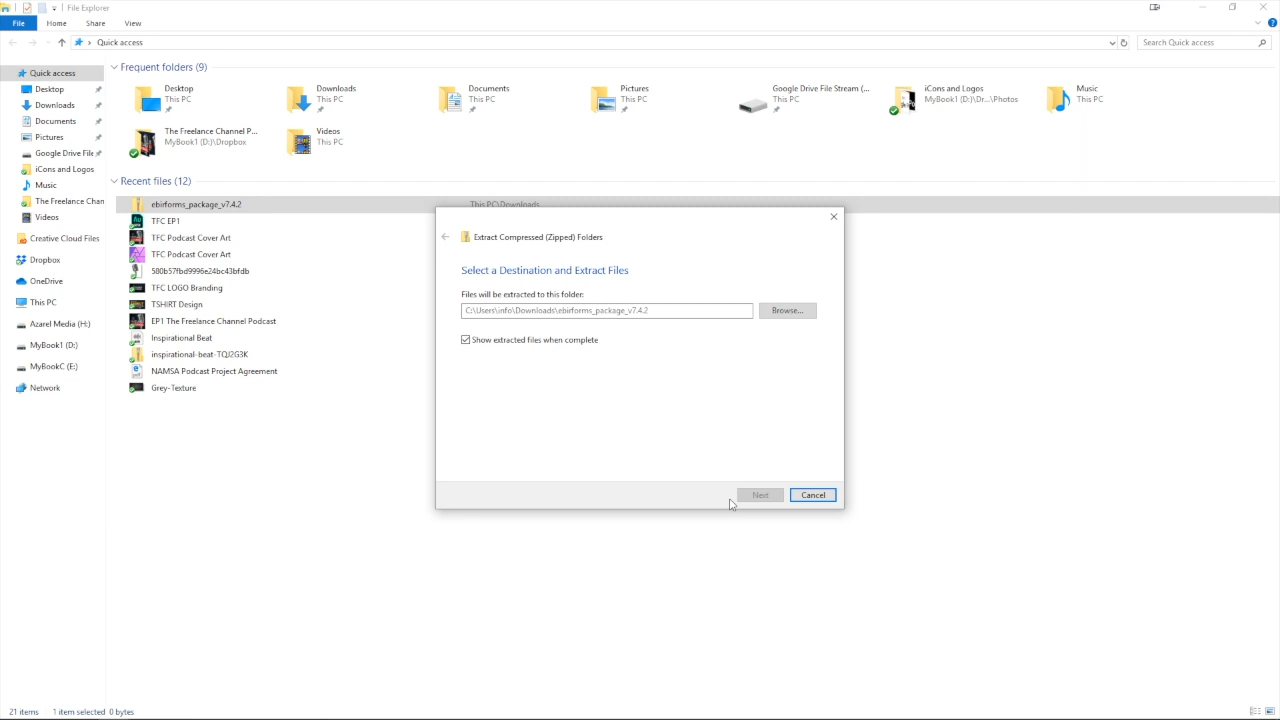 File Explorer
File
Home
Share
View
Quick access
Search Quick access
Quick access
Desktop
Downloads
Documents
Pictures
Google Drive File
iCons and Logos
Music
The Freelance Chan
Videos
Creative Cloud Files
Dropbox
OneDrive
This PC
Azarel Media (H:)
MyBook1 (D:)
MyBookC (E:)
Network
Frequent folders (9)
Desktop
This PC
Downloads
This PC
Documents
This PC
Pictures
This PC
Google Drive File Stream (...
This PC
iCons and Logos
MyBook1 (D:)\Dr...\Photos
Music
This PC
The Freelance Channel P...
MyBook1 (D:)\Dropbox
Videos
This PC
Recent files (12)
ebirforms_package_v7.4.2
This PC\Downloads
TFC EP1
TFC Podcast Cover Art
TFC Podcast Cover Art
580b57fbd9996e24bc43bfdb
TFC LOGO Branding
TSHIRT Design
EP1 The Freelance Channel Podcast
Inspirational Beat
inspirational-beat-TQJ2G3K
NAMSA Podcast Project Agreement
Grey-Texture
Extract Compressed (Zipped) Folders
Select a Destination and Extract Files
Files will be extracted to this folder:
C:\Users\info\Downloads\ebirforms_package_v7.4.2
Browse...
Show extracted files when complete
Next
Cancel
21 items
1 item selected 0 bytes